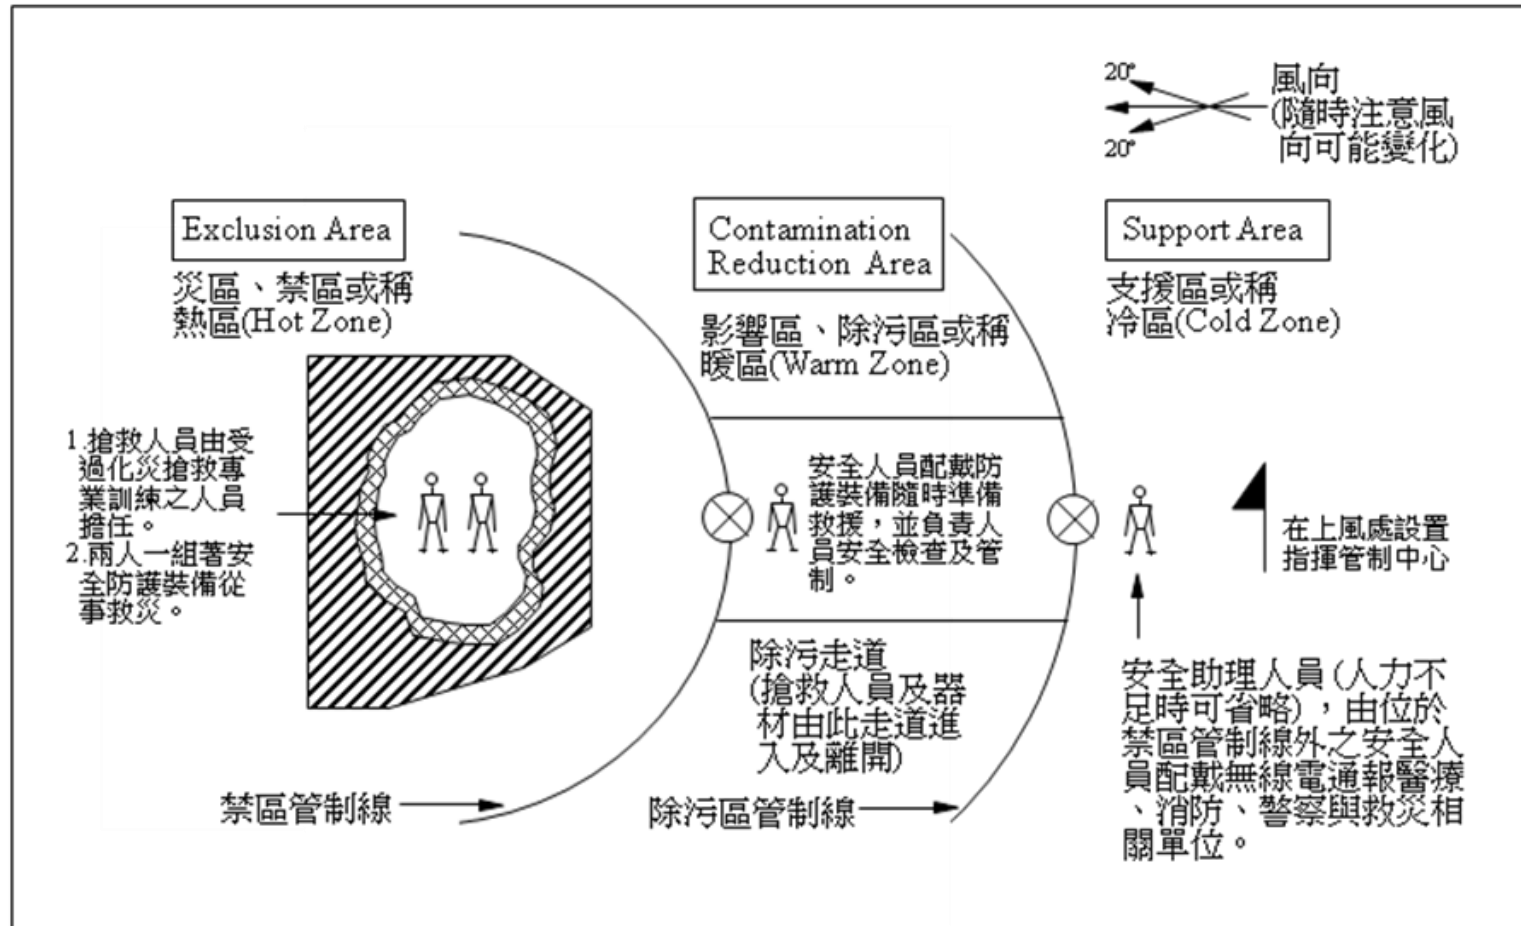 20°
20°
風向
(隨時注意風
向可能變化)
Exclusion Area
災區、禁區或稱
熱區(Hot Zone)
Contamination
Reduction Area
影響區、除污區或稱
暖區(Warm Zone)
Support Area
支援區或稱
冷區(Cold Zone)
1.搶救人員由受
過化災搶救專
業訓練之人員
擔任。
2.兩人一組著安
全防護裝備從
事救災。
安全人員配戴防
護裝備隨時準備
救援，並負責人
員安全檢查及管
制。
在上風處設置
指揮管制中心
除污走道
(搶救人員及器
材由此走道進
入及離開)
安全助理人員(人力不
足時可省略)，由位於
禁區管制線外之安全人
員配戴無線電通報醫療
、消防、警察與救災相
關單位。
禁區管制線
除污區管制線